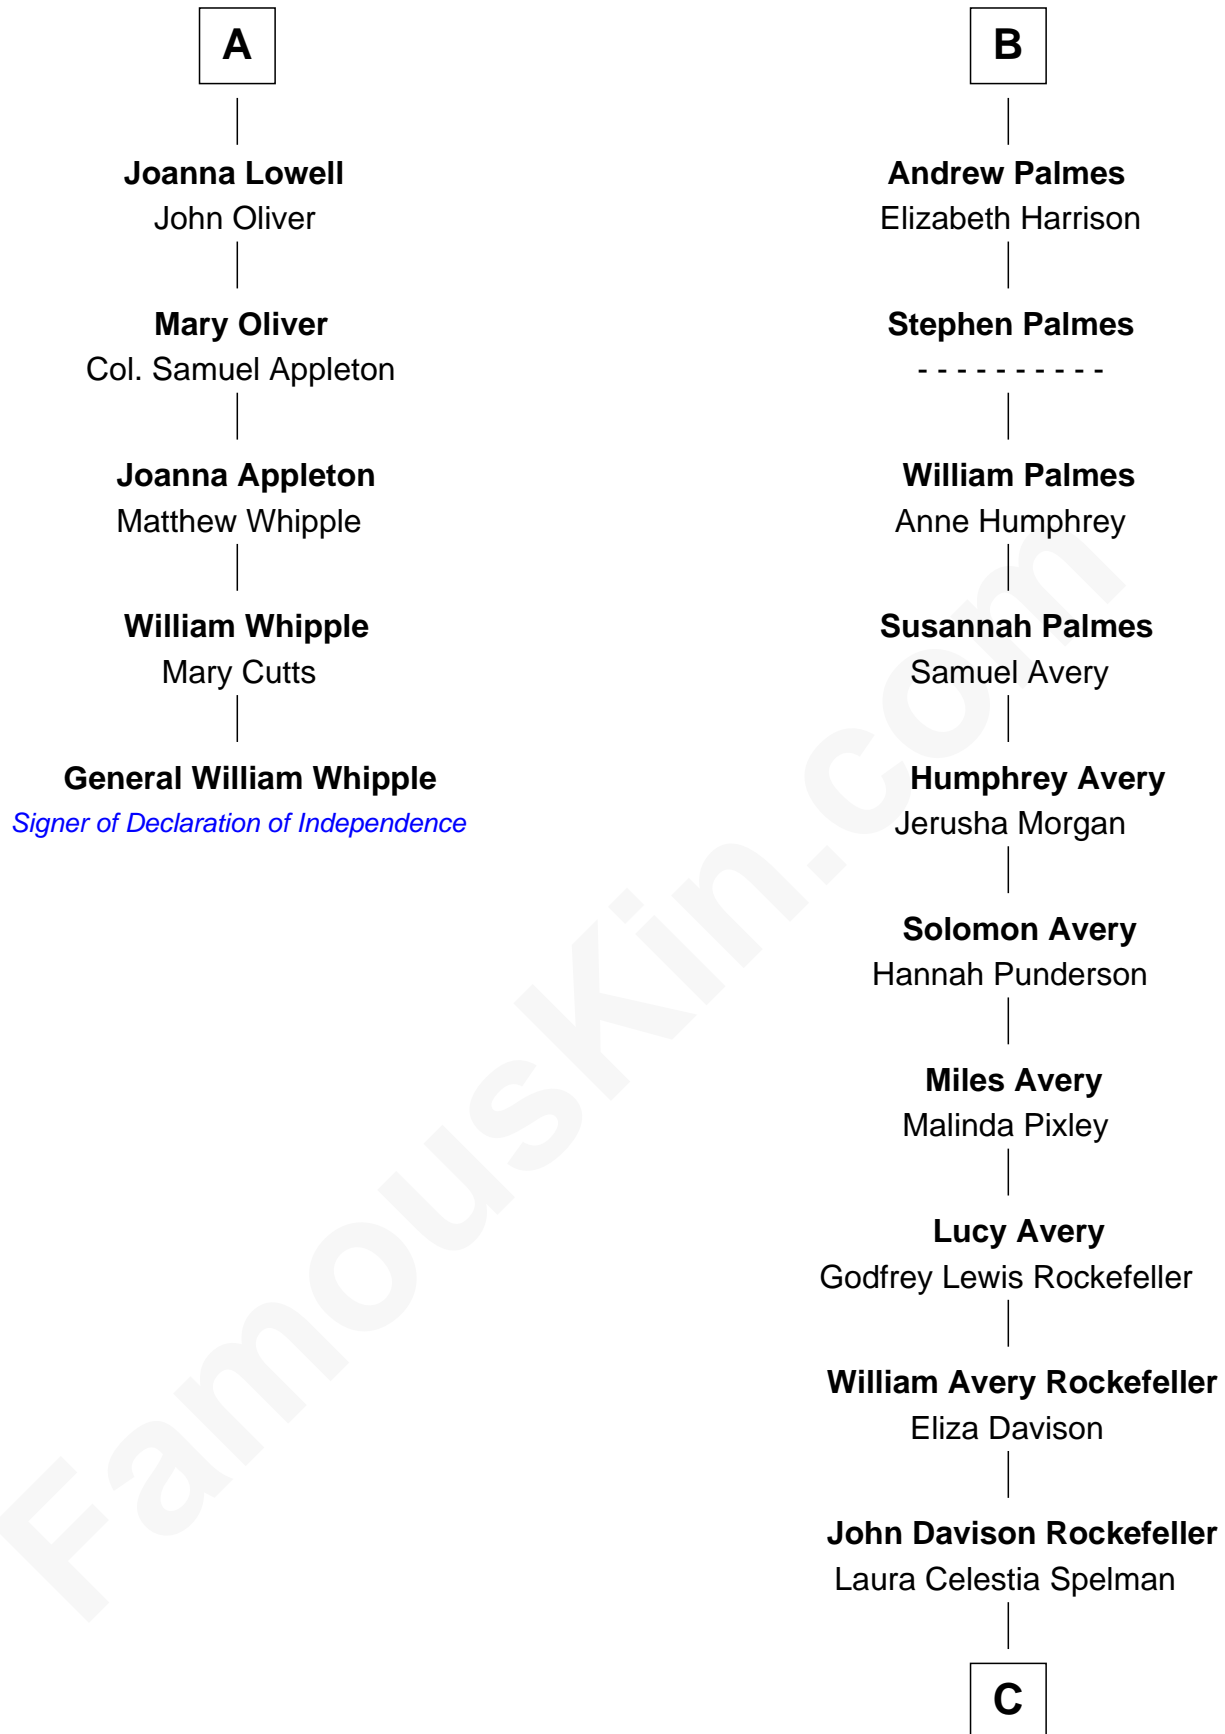 A
Joanna Lowell
John Oliver
Mary Oliver
Col. Samuel Appleton
Joanna Appleton
Matthew Whipple
William Whipple
Mary Cutts
General William Whipple
Signer of Declaration of Independence
B
Andrew Palmes
Elizabeth Harrison
Stephen Palmes
- - - - - - - - - -
William Palmes
Anne Humphrey
Susannah Palmes
Samuel Avery
Humphrey Avery
Jerusha Morgan
Solomon Avery
Hannah Punderson
Miles Avery
Malinda Pixley
Lucy Avery
Godfrey Lewis Rockefeller
William Avery Rockefeller
Eliza Davison
John Davison Rockefeller
Laura Celestia Spelman
C
FamousKin.com